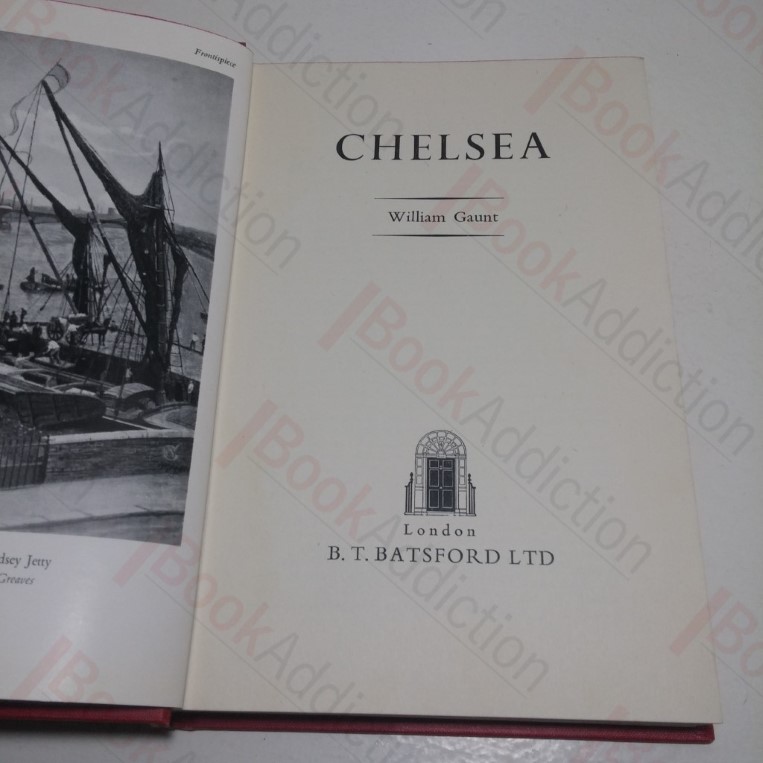 Frontispiece
dsey Jetty
Greaves
CHELSEA
William Gaunt
London
B. T. BATSFORD LTD
BookAddiction